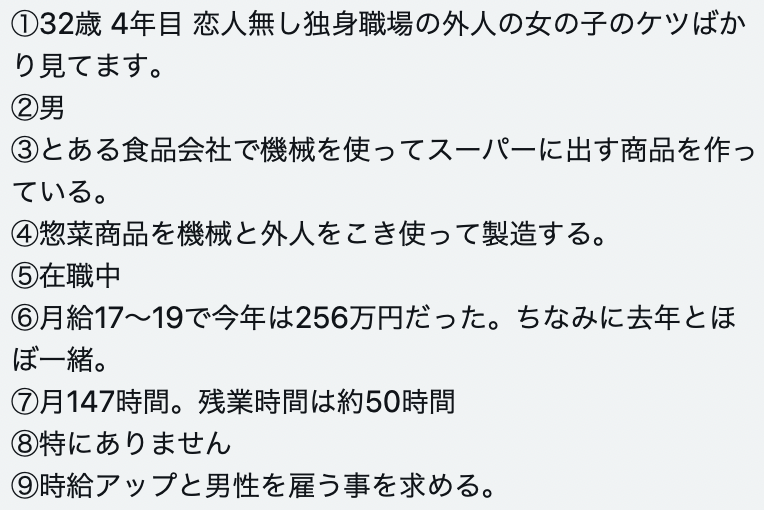 ①32歳 4年目 恋人無し独身職場の外人の女の子のケツばか
り見てます。
②男
③とある食品会社で機械を使ってスーパーに出す商品を作っ
ている。
④惣菜商品を機械と外人をこき使って製造する。
⑤在職中
⑥月給17〜19で今年は256万円だった。ちなみに去年とほ
ぼ一緒。
⑦月147時間。残業時間は約50時間
⑧特にありません
⑨時給アップと男性を雇う事を求める。